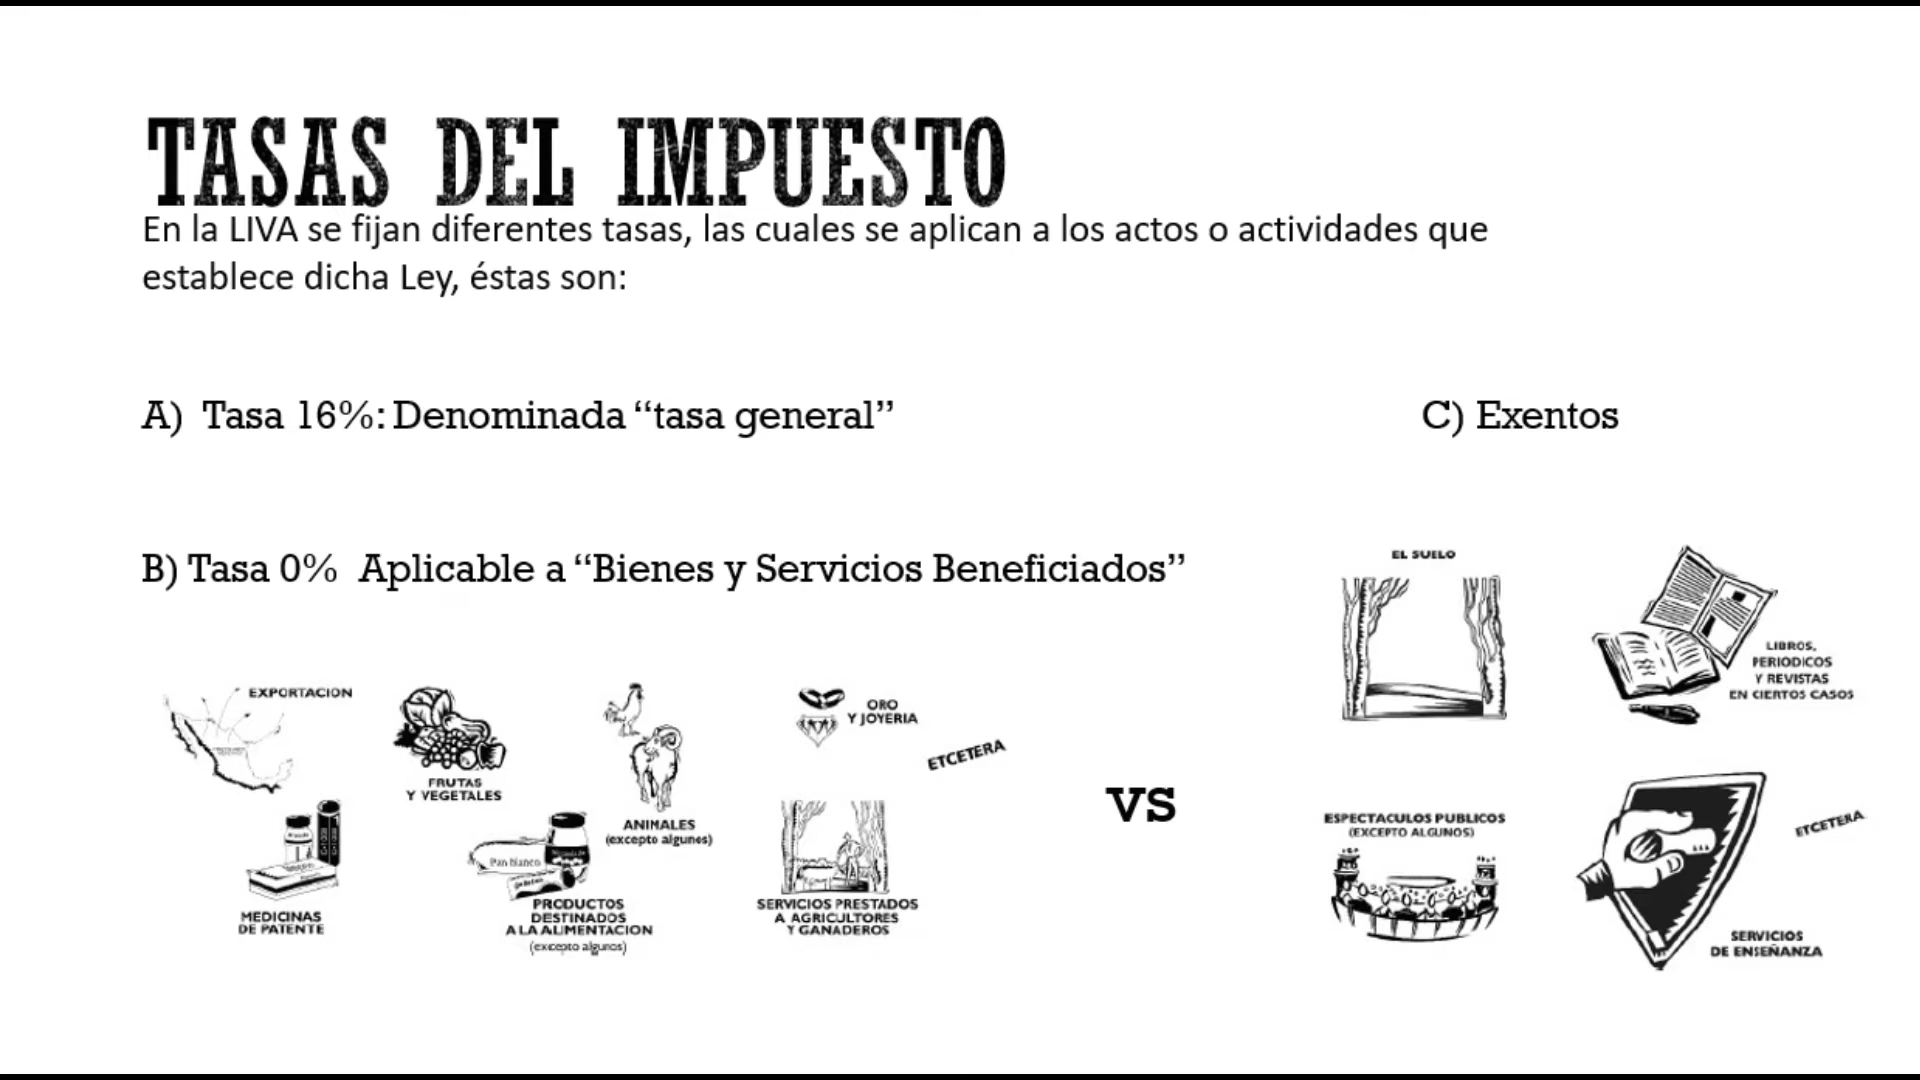 TASAS DEL IMPUESTO
En la LIVA se fijan diferentes tasas, las cuales se aplican a los actos o actividades que
establece dicha Ley, éstas son:
A) Tasa 16%: Denominada “tasa general”
C) Exentos
B) Tasa 0% Aplicable a “Bienes y Servicios Beneficiados”
EXPORTACION
FRUTAS
Y VEGETALES
ANIMALES
(excepto algunos)
ORO
Y JOYERIA
ETCETERA
MEDICINAS
DE PATENTE
Pan blanco
PRODUCTOS
DESTINADOS
A LA ALIMENTACION
(excepto algunos)
SERVICIOS PRESTADOS
A AGRICULTORES
Y GANADEROS
VS
EL SUELO
LIBROS,
PERIODICOS
Y REVISTAS
EN CIERTOS CASOS
ESPECTACULOS PUBLICOS
(EXCEPTO ALGUNOS)
ETCETERA
SERVICIOS
DE ENSEÑANZA